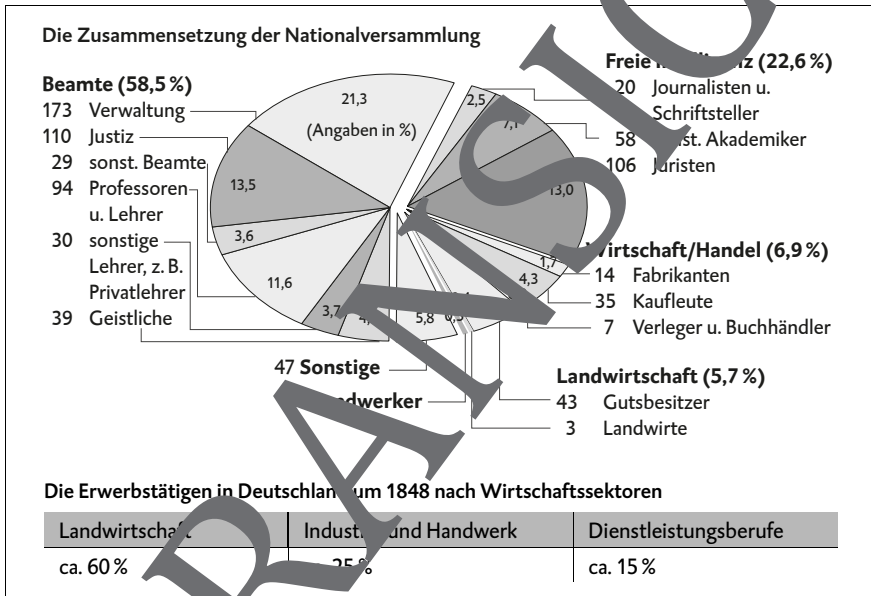 Die Zusammensetzung der Nationalversammlung
Beamte (58,5 %)
173 Verwaltung
110 Justiz
29 sonst. Beamte
94 Professoren
u. Lehrer
30 sonstige
Lehrer, z. B.
Privatlehrer
39 Geistliche
21,3
(Angaben in %)
13,5
3,6
11,6
3,7
5,8
2,5
7,1
13,0
1,7
4,3
Freie (22,6 %)
20 Journalisten u.
Schriftsteller
58 Akademiker
106 Juristen
Wirtschaft/Handel (6,9 %)
14 Fabrikanten
35 Kaufleute
7 Verleger u. Buchhändler
47 Sonstige
Landwirtschaft (5,7 %)
43 Gutsbesitzer
3 Landwirte
Die Erwerbstätigen in Deutschland um 1848 nach Wirtschaftssektoren
Landwirtschaft Industrie und Handwerk Dienstleistungsberufe
ca. 60 % 25 % ca. 15 %